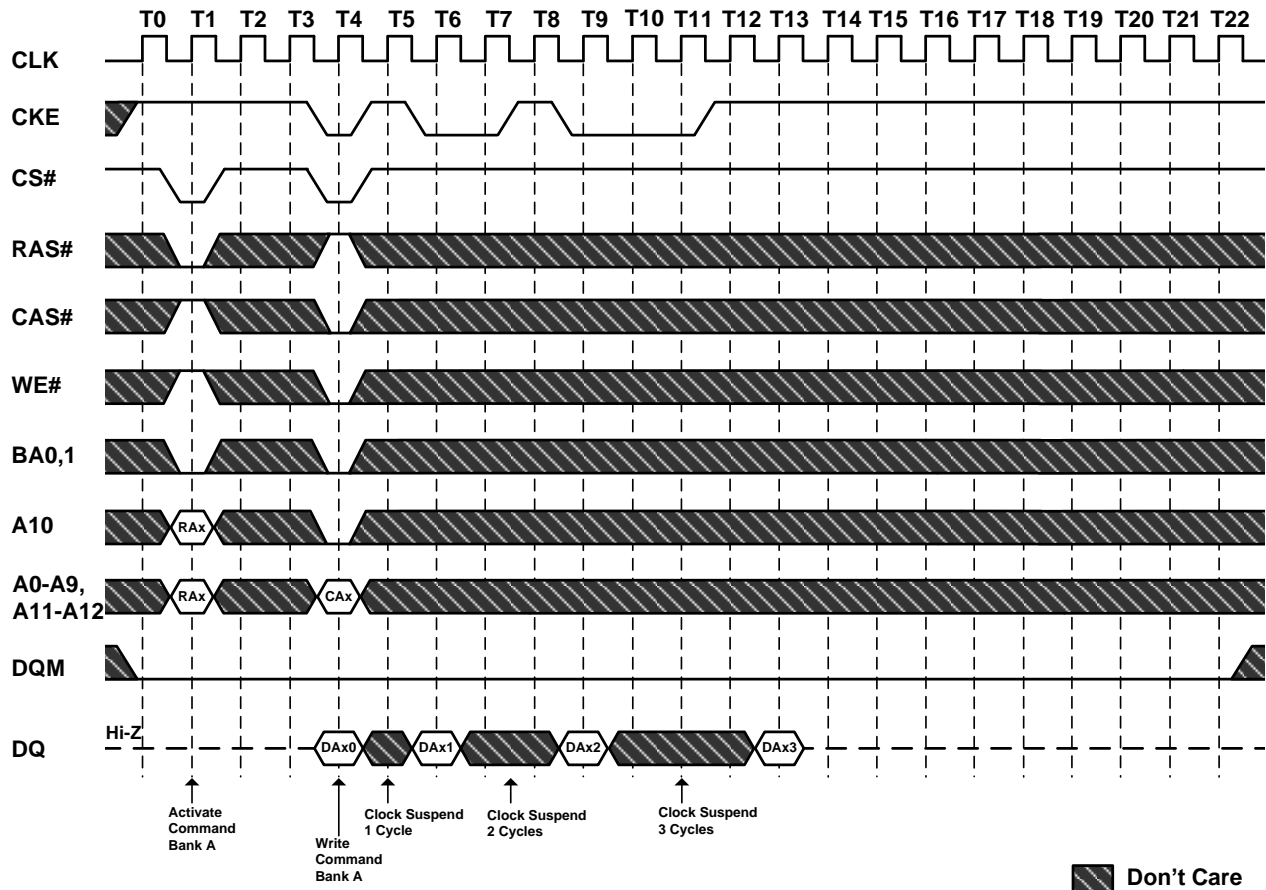 T0 T1 T2 T3 T4 T5 T6 T7 T8 T9 T10 T11 T12 T13 T14 T15 T16 T17 T18 T19 T20 T21 T22
CLK
CKE
CS#
RAS#
CAS#
WE#
BA0,1
A10
RAx
A0-A9,
A11-A12
RAx CAx
DQM
Hi-Z
DQ
DAx0 DAx1 DAx2 DAx3
Activate
Command
Bank A
Write
Command
Bank A
Clock Suspend
1 Cycle
Clock Suspend
2 Cycles
Clock Suspend
3 Cycles
Don't Care